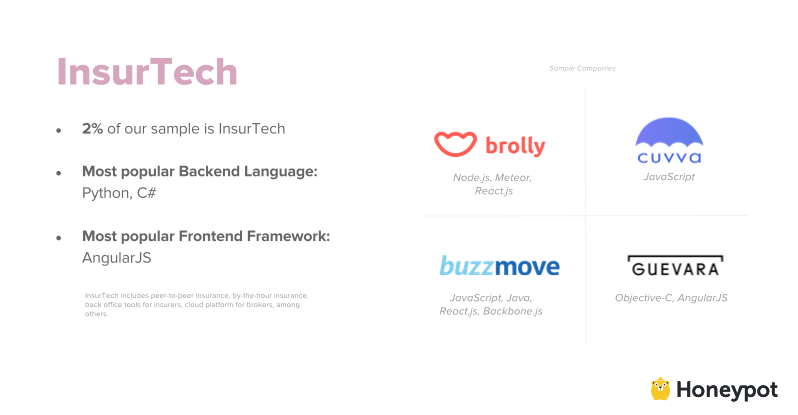 InsurTech
• 2% of our sample is InsurTech
• Most popular Backend Language:
Python, C#
• Most popular Frontend Framework:
AngularJS
InsurTech includes peer-to-peer insurance, by-the-hour insurance,
back office tools for insurers, cloud platform for brokers, among
others.
Sample Companies
brolly
Node.js, Meteor,
React.js
cuvva
JavaScript
buzzmove
JavaScript, Java,
React.js, Backbone.js
GUEVARA
Objective-C, AngularJS
Honeypot